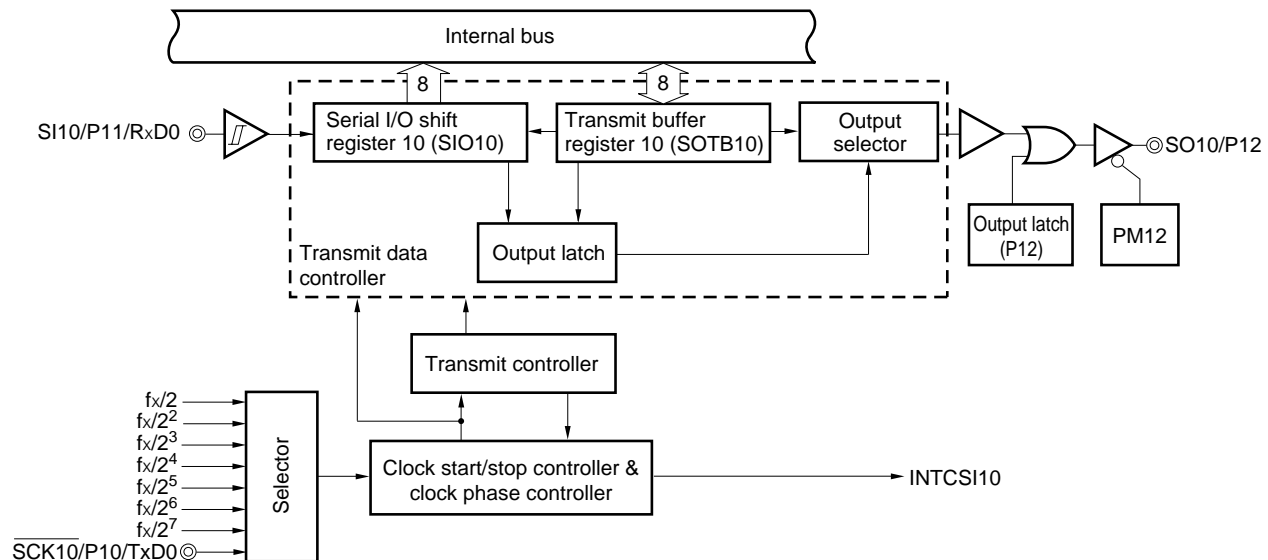 Internal bus
8
8
SI10/P11/RxD0
Serial I/O shift
register 10 (SIO10)
Transmit buffer
register 10 (SOTB10)
Output
selector
SO10/P12
Output latch
(P12)
PM12
Output latch
Transmit data
controller
Transmit controller
fx/2
fx/2²
fx/2³
fx/2⁴
fx/2⁵
fx/2⁶
fx/2⁷
SCK10/P10/TxD0
Selector
Clock start/stop controller &
clock phase controller
INTCSI10